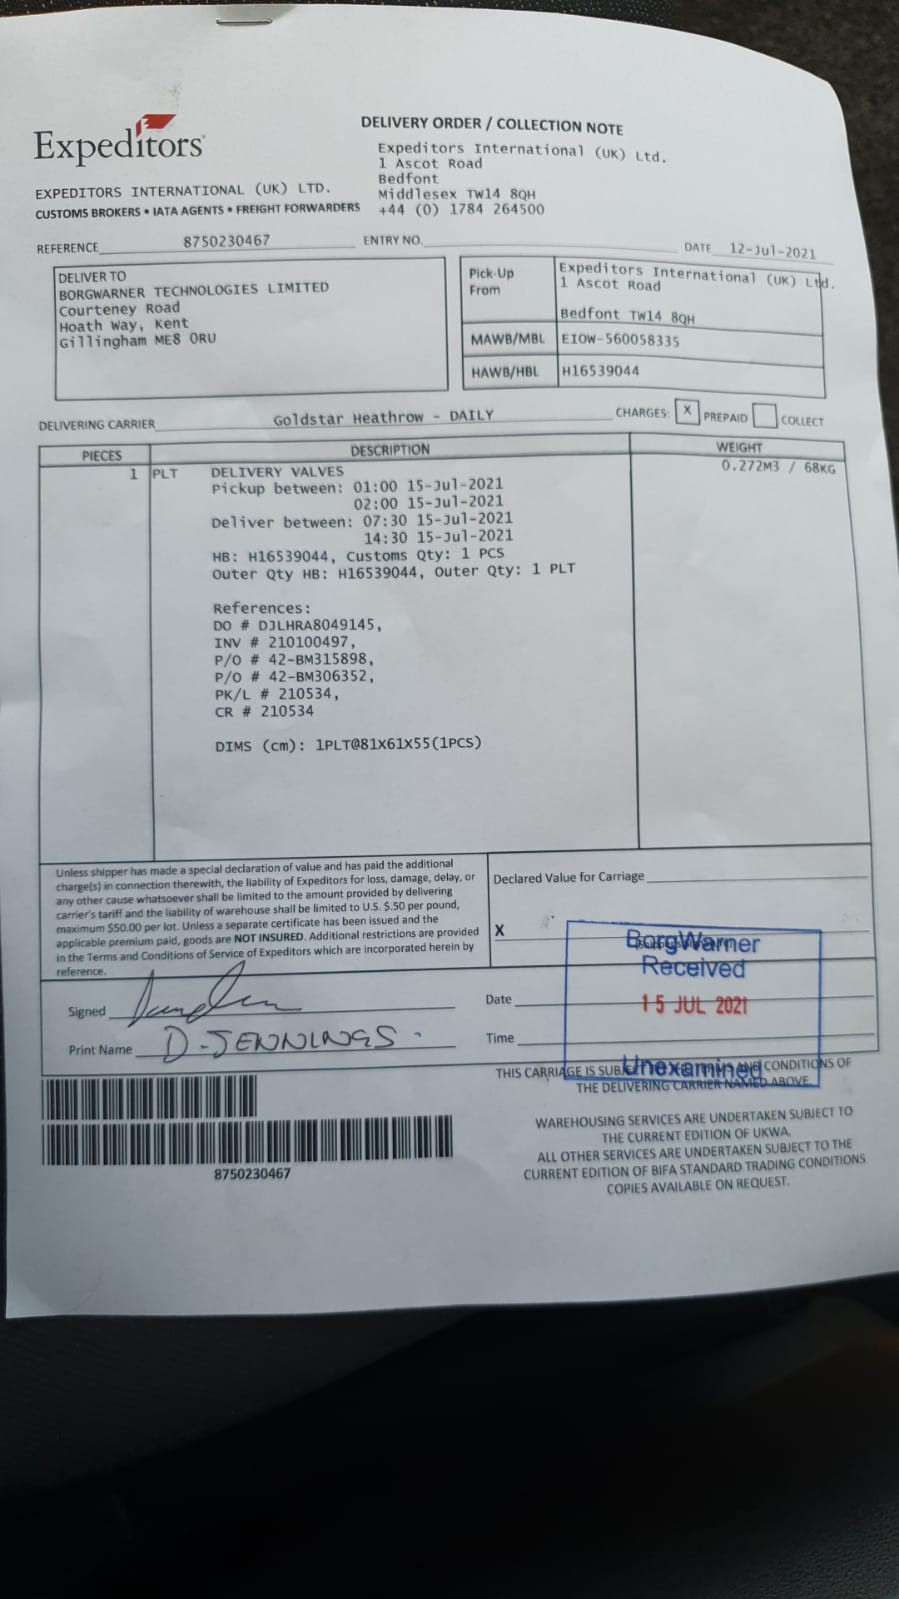 Expeditors
EXPEDITORS INTERNATIONAL (UK) LTD.
CUSTOMS BROKERS • IATA AGENTS • FREIGHT FORWARDERS
DELIVERY ORDER / COLLECTION NOTE
Expeditors International (UK) Ltd.
1 Ascot Road
Bedfont
Middlesex TW14 8QH
+44 (0) 1784 264500
REFERENCE 8750230467 ENTRY NO. DATE 12-Jul-2021
DELIVER TO
BORGWARNER TECHNOLOGIES LIMITED
Courteney Road
Hoath Way, Kent
Gillingham ME8 0RU
Pick-Up From
Expeditors International (UK) Ltd.
1 Ascot Road
Bedfont TW14 8QH
MAWB/MBL EIOW-560058335
HAWB/HBL H16539044
DELIVERING CARRIER Goldstar Heathrow - DAILY CHARGES: X PREPAID COLLECT
PIECES DESCRIPTION WEIGHT
1 PLT DELIVERY VALVES 0.272M3 / 68KG
Pickup between: 01:00 15-Jul-2021
02:00 15-Jul-2021
Deliver between: 07:30 15-Jul-2021
14:30 15-Jul-2021
HB: H16539044, Customs Qty: 1 PCS
Outer Qty HB: H16539044, Outer Qty: 1 PLT
References:
DO # DJLHRA8049145,
INV # 210100497,
P/O # 42-BM315898,
P/O # 42-BM306352,
PK/L # 210534,
CR # 210534
DIMS (cm): 1PLT@81X61X55(1PCS)
Unless shipper has made a special declaration of value and has paid the additional
charge(s) in connection therewith, the liability of Expeditors for loss, damage, delay, or
any other cause whatsoever shall be limited to the amount provided by delivering
carrier's tariff and the liability of warehouse shall be limited to U.S. $.50 per pound,
maximum $50.00 per lot. Unless a separate certificate has been issued and the
applicable premium paid, goods are NOT INSURED. Additional restrictions are provided
in the Terms and Conditions of Service of Expeditors which are incorporated herein by
reference.
Declared Value for Carriage
X
BorgWarner
Received
15 JUL 2021
Unexamined
Signed
Print Name D-JENNINGS
Date
Time
THIS CARRIAGE IS SUBJECT TO THE TERMS AND CONDITIONS OF
THE DELIVERING CARRIER NAMED ABOVE
WAREHOUSING SERVICES ARE UNDERTAKEN SUBJECT TO
THE CURRENT EDITION OF UKWA.
ALL OTHER SERVICES ARE UNDERTAKEN SUBJECT TO THE
CURRENT EDITION OF BIFA STANDARD TRADING CONDITIONS
COPIES AVAILABLE ON REQUEST.
8750230467